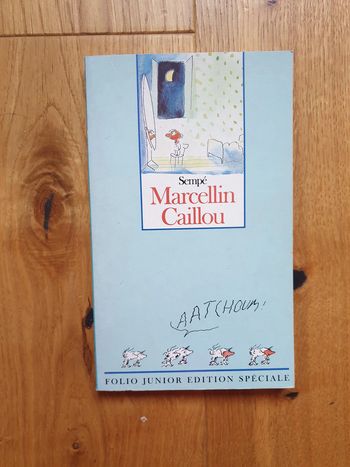 Sempé
Marcellin
Caillou
AATCHOUM!
FOLIO JUNIOR EDITION SPÉCIALE